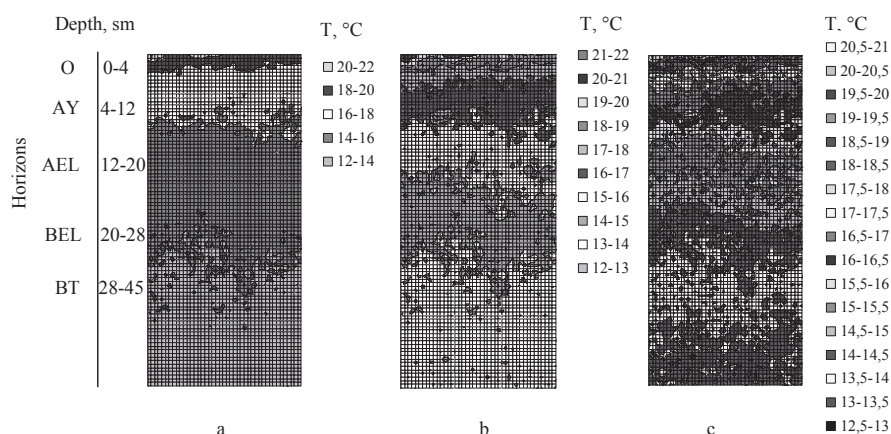 Depth, sm
Horizons
O 0-4
AY 4-12
AEL 12-20
BEL 20-28
BT 28-45
T, °C
20-22
18-20
16-18
14-16
12-14
a
T, °C
21-22
20-21
19-20
18-19
17-18
16-17
15-16
14-15
13-14
12-13
b
T, °C
20,5-21
20-20,5
19,5-20
19-19,5
18,5-19
18-18,5
17,5-18
17-17,5
16,5-17
16-16,5
15,5-16
15-15,5
14,5-15
14-14,5
13,5-14
13-13,5
12,5-13
c